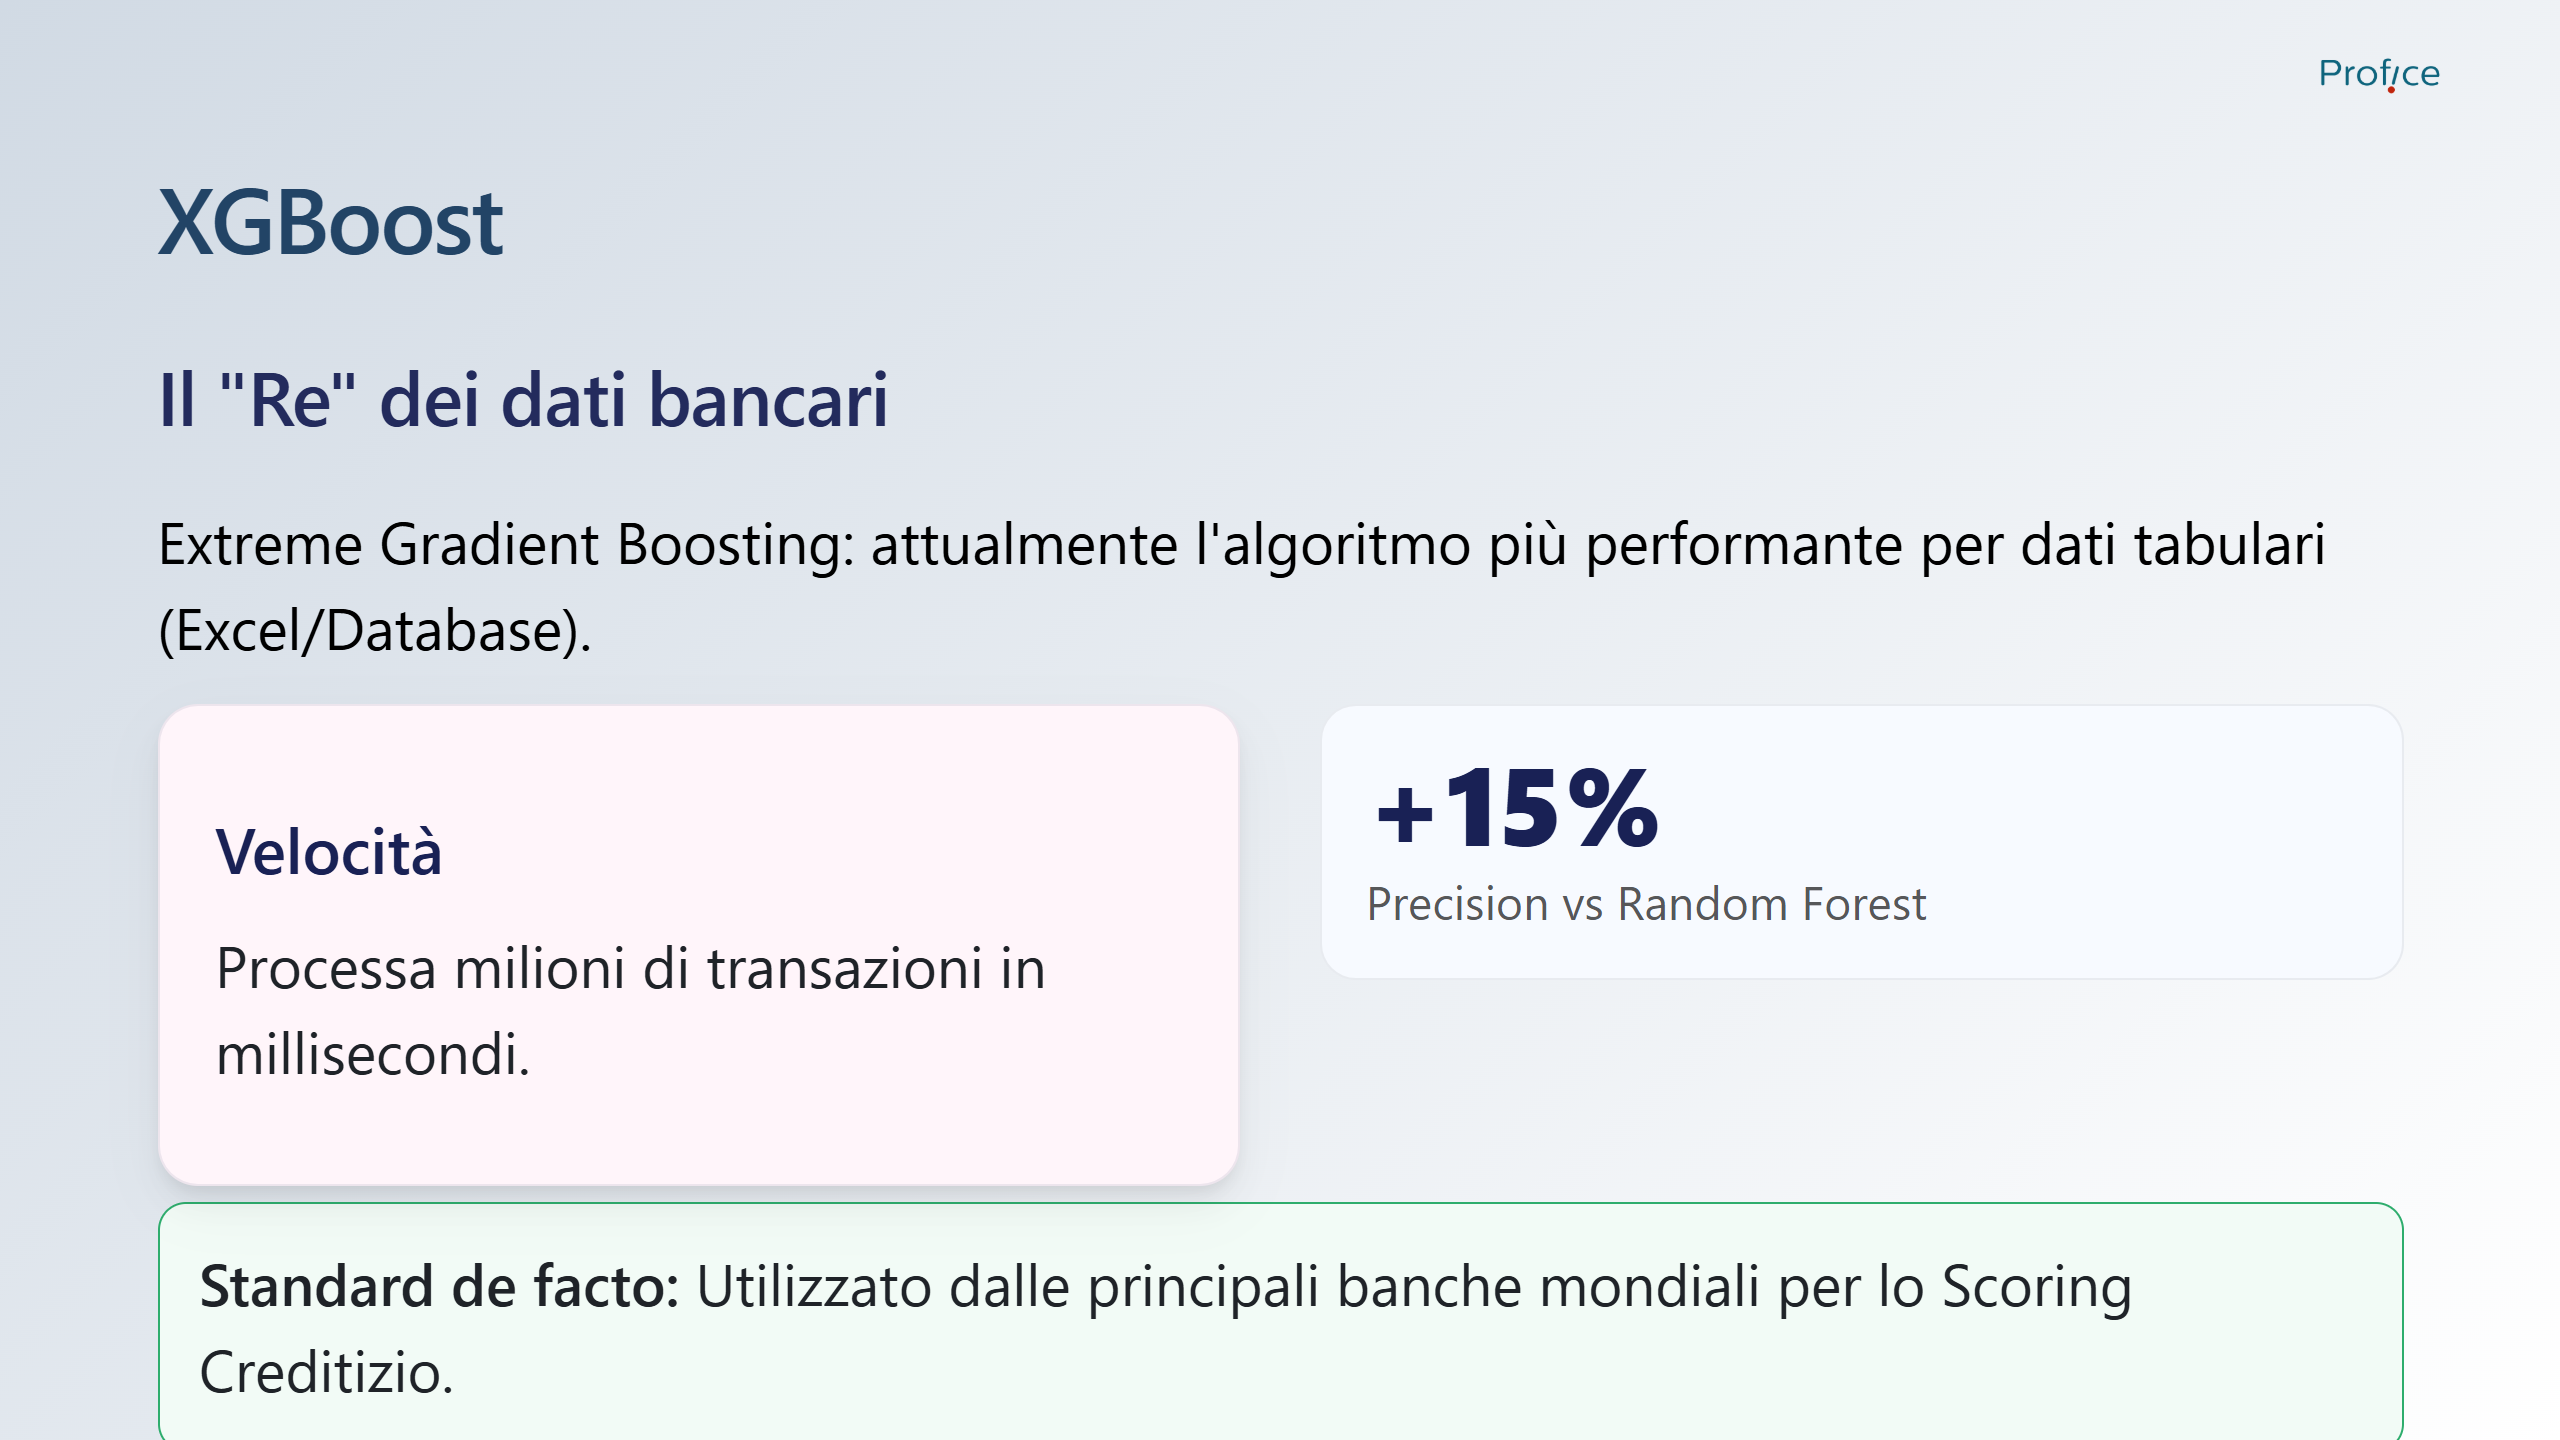 Profice
XGBoost
Il "Re" dei dati bancari
Extreme Gradient Boosting: attualmente l'algoritmo più performante per dati tabulari
(Excel/Database).
Velocità
Processa milioni di transazioni in
millisecondi.
+15%
Precision vs Random Forest
Standard de facto: Utilizzato dalle principali banche mondiali per lo Scoring
Creditizio.